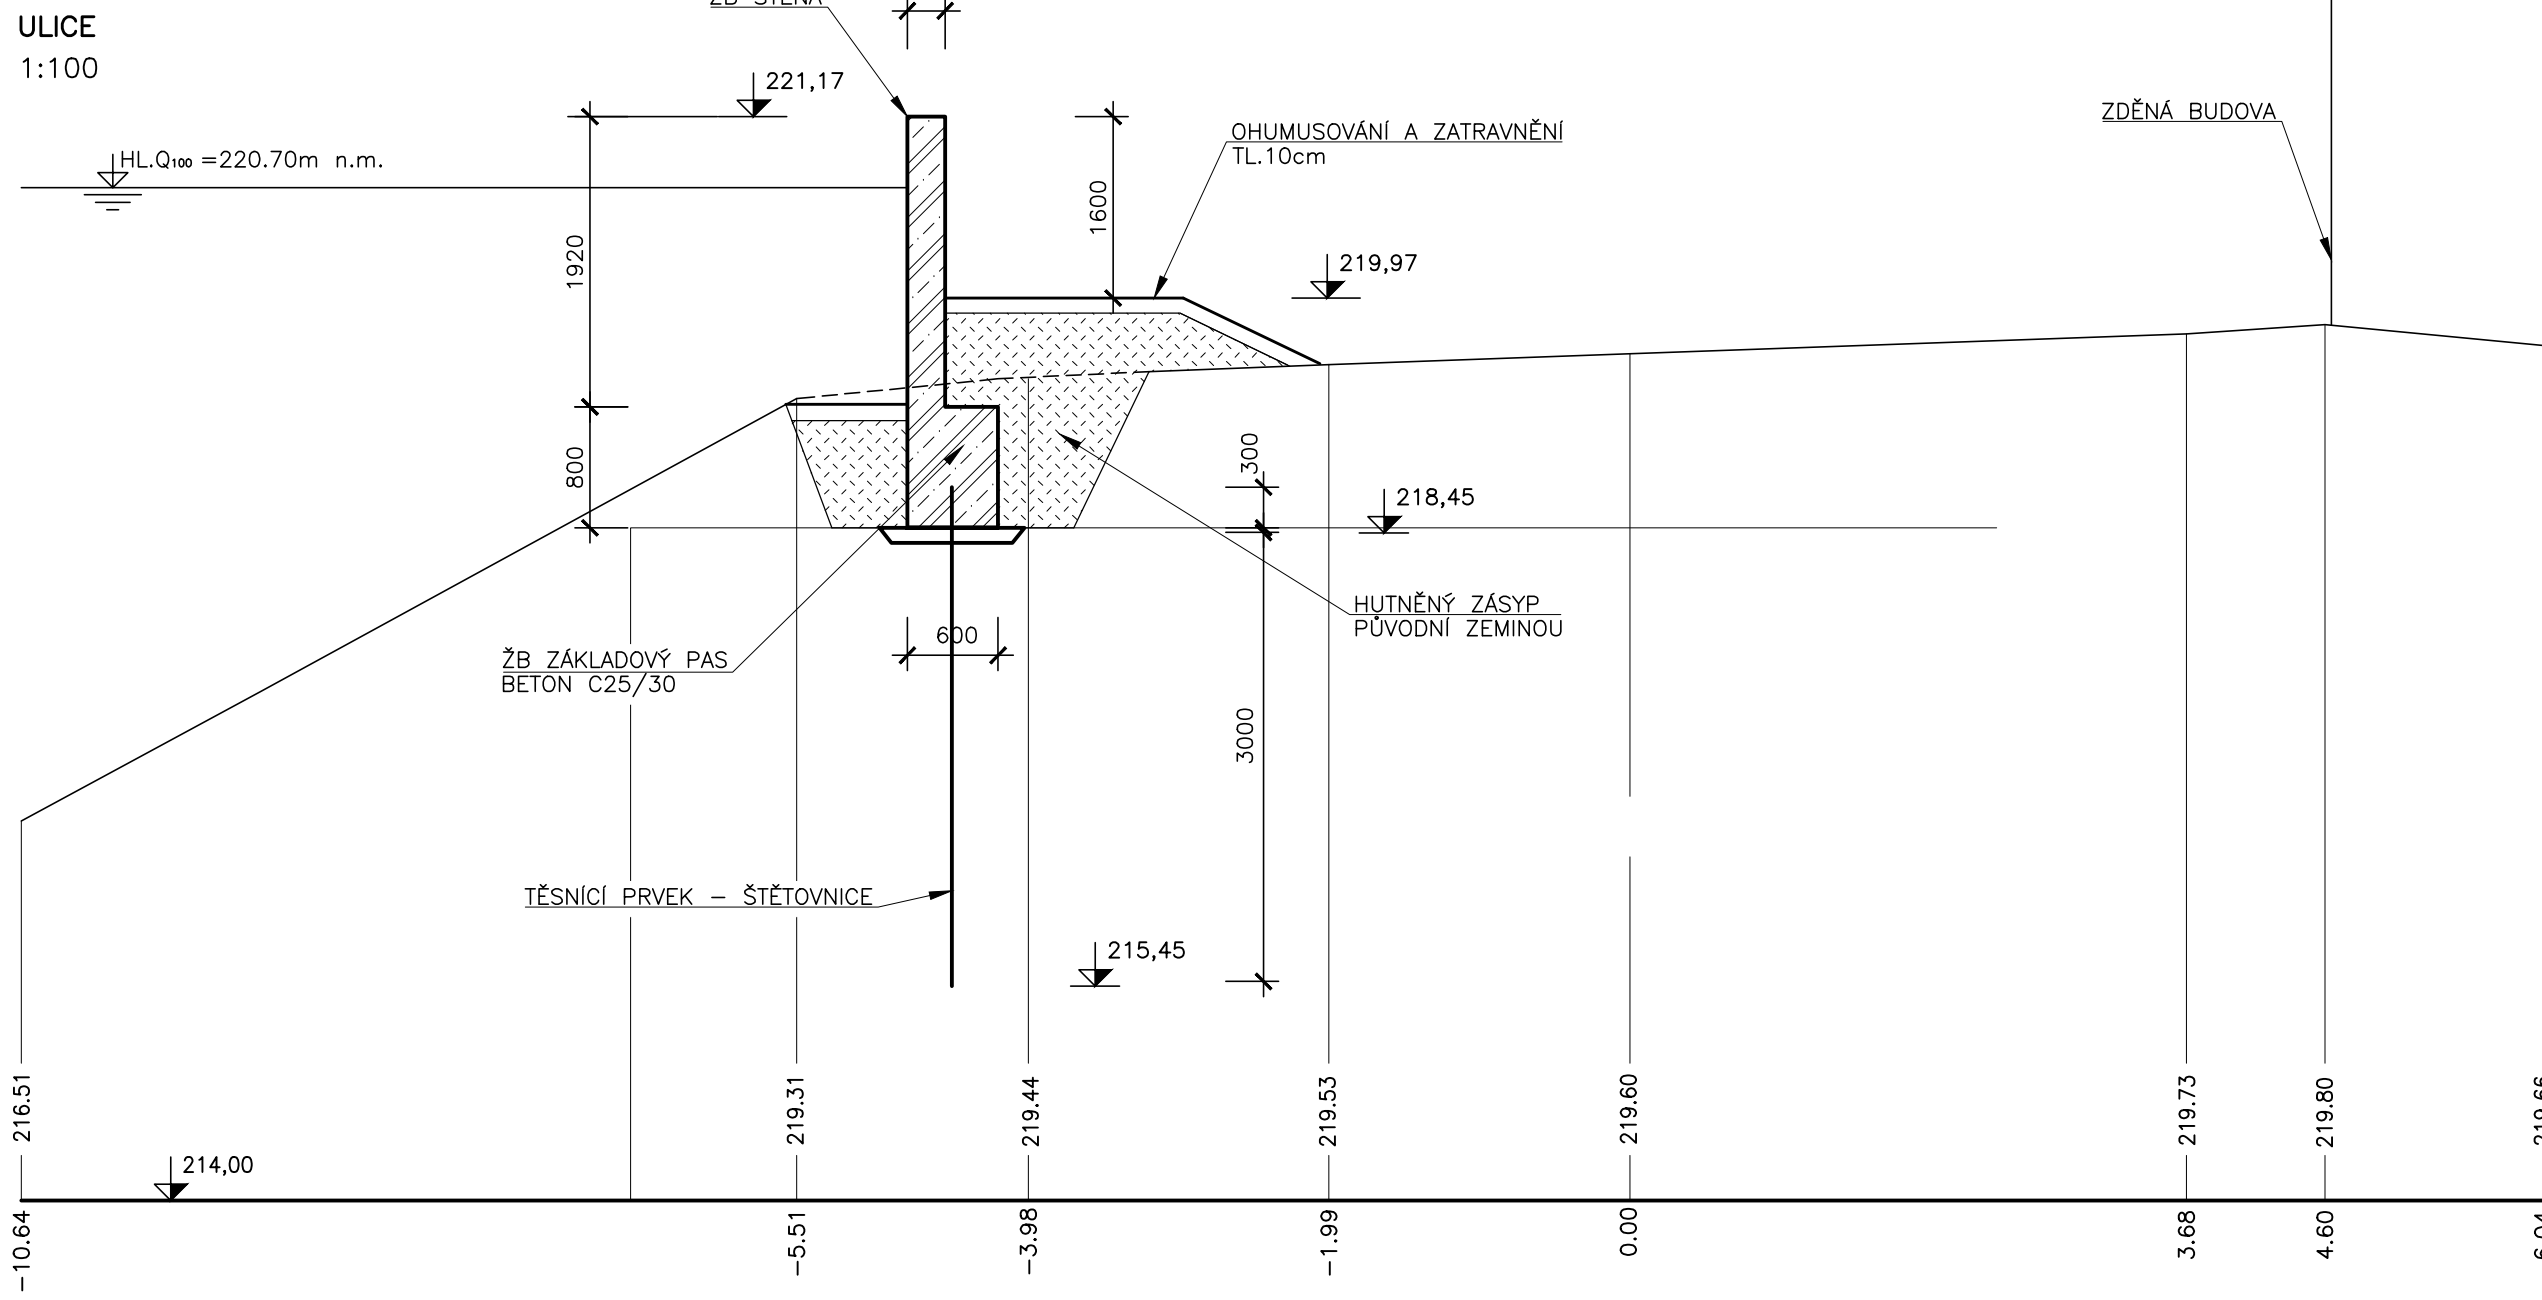 ULICE
1:100
221,17
HL.Q100 =220.70m n.m.
ZDĚNÁ BUDOVA
OHUMUSOVÁNÍ A ZATRAVNĚNÍ
TL.10cm
1600
1920
219,97
800
300
218,45
HUTNĚNÝ ZÁSYP
PŮVODNÍ ZEMINOU
600
ŽB ZÁKLADOVÝ PAS
BETON C25/30
3000
TĚSNÍCÍ PRVEK – ŠTĚTOVNICE
215,45
216.51
219.31
219.44
219.53
219.60
219.73
219.80
214,00
-10.64
-5.51
-3.98
-1.99
0.00
3.68
4.60